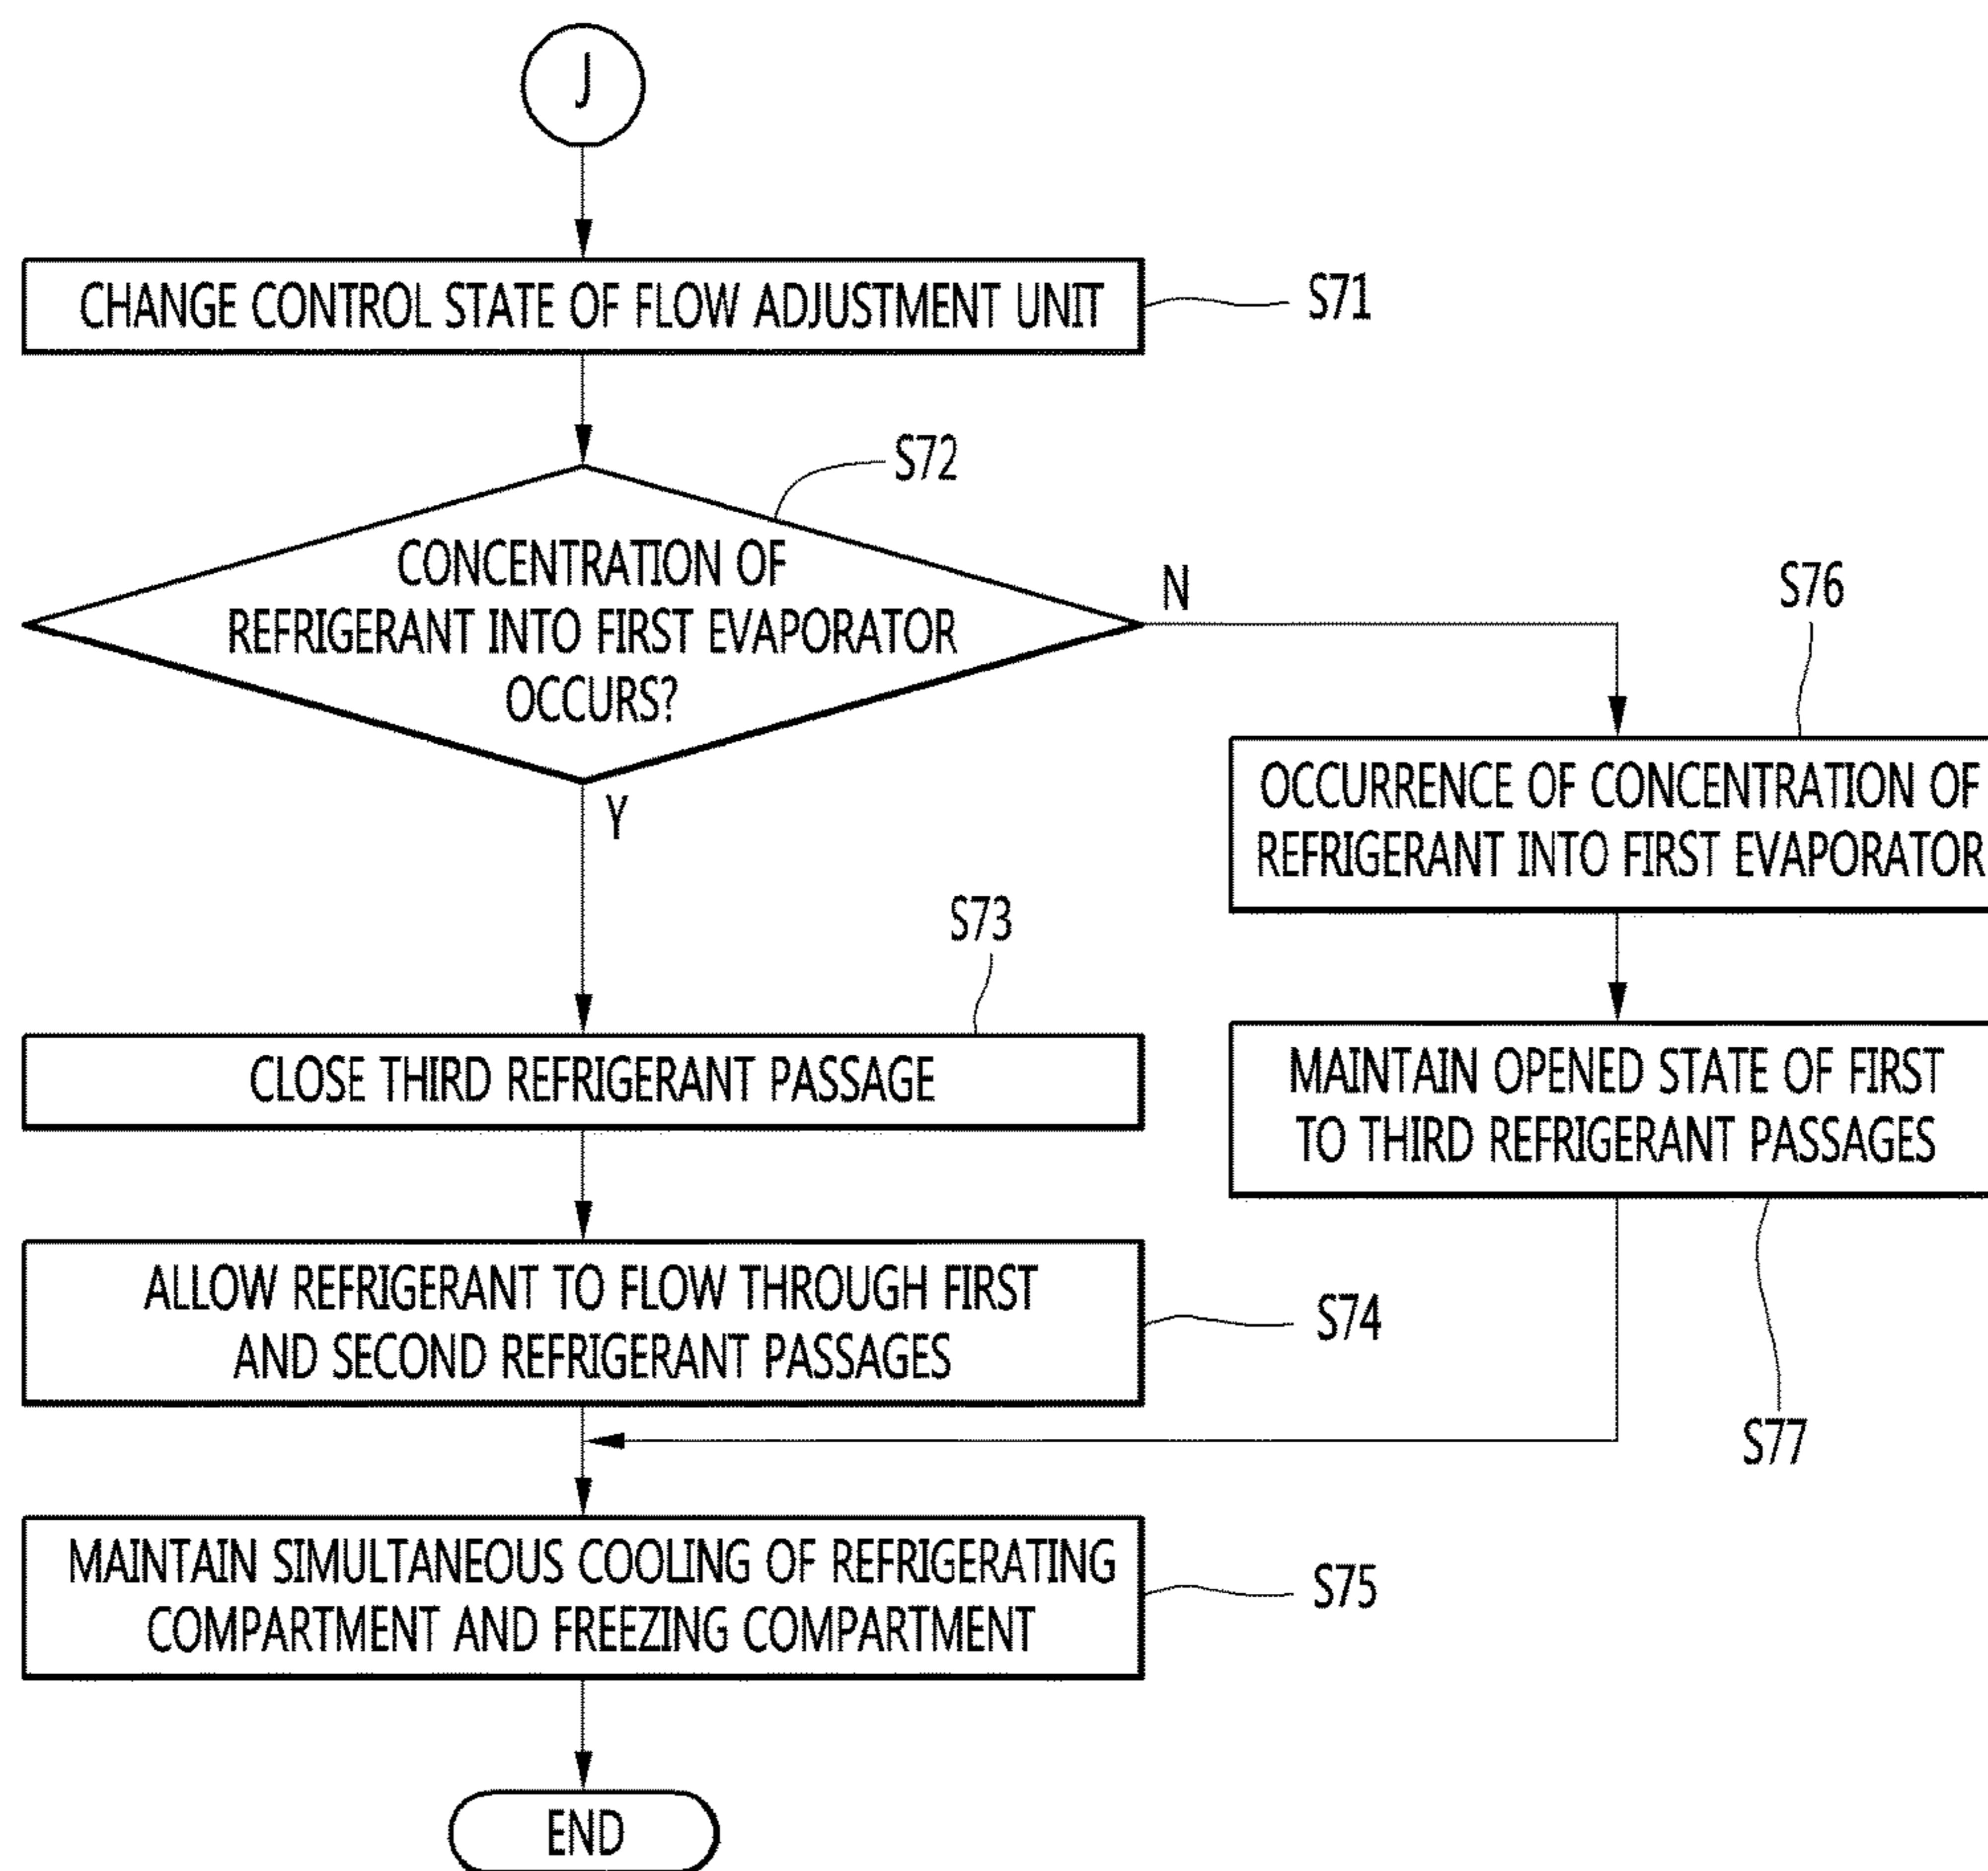 J
CHANGE CONTROL STATE OF FLOW ADJUSTMENT UNIT
S71
S72
CONCENTRATION OF
REFRIGERANT INTO FIRST EVAPORATOR
OCCURS?
N
Y
S76
OCCURRENCE OF CONCENTRATION OF
REFRIGERANT INTO FIRST EVAPORATOR
S73
CLOSE THIRD REFRIGERANT PASSAGE
MAINTAIN OPENED STATE OF FIRST
TO THIRD REFRIGERANT PASSAGES
S77
ALLOW REFRIGERANT TO FLOW THROUGH FIRST
AND SECOND REFRIGERANT PASSAGES
S74
MAINTAIN SIMULTANEOUS COOLING OF REFRIGERATING
COMPARTMENT AND FREEZING COMPARTMENT
S75
END